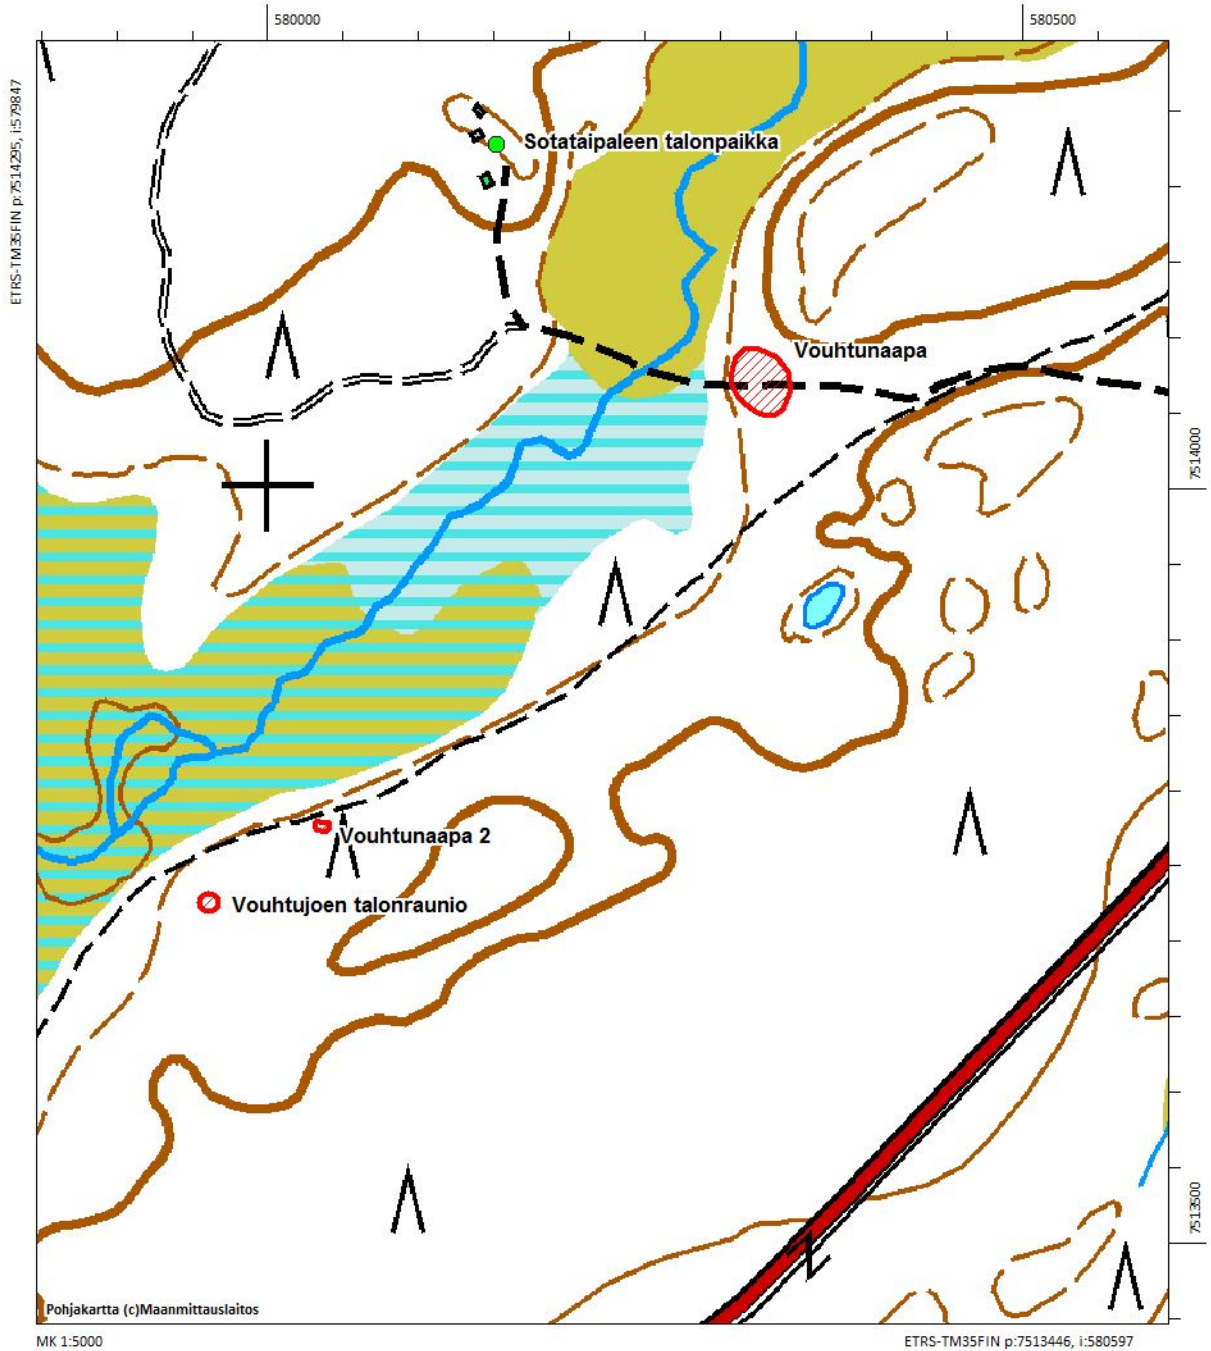 580000
580500
ETRS-TM35FIN p:7514295, i:579847
Sotataipaleen talonpaikka
Vouhtunaapa
7514000
Vouhtunaapa 2
Vouhtujoen talonraunio
7513500
Pohjakartta (c)Maanmittauslaitos
MK 1:5000
ETRS-TM35FIN p:7513446, i:580597